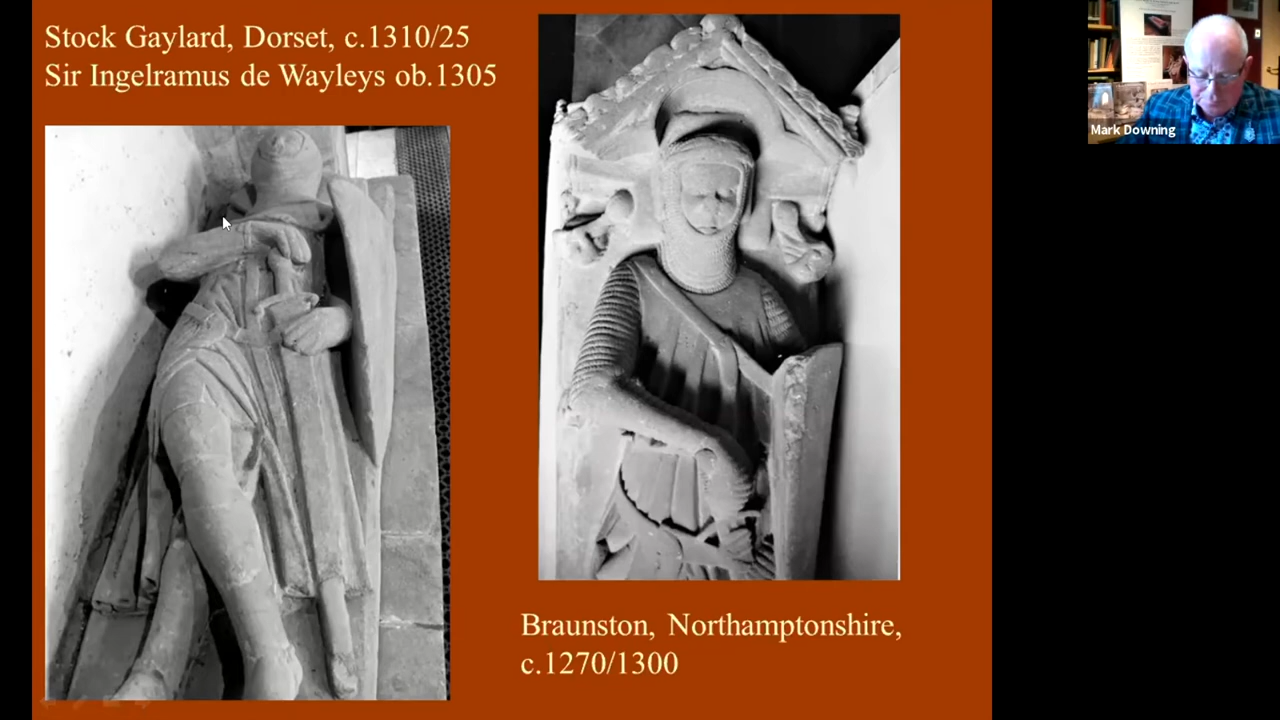 Stock Gaylard, Dorset, c.1310/25
Sir Ingelramus de Wayleys ob.1305
Braunston, Northamptonshire,
c.1270/1300
Mark Downing